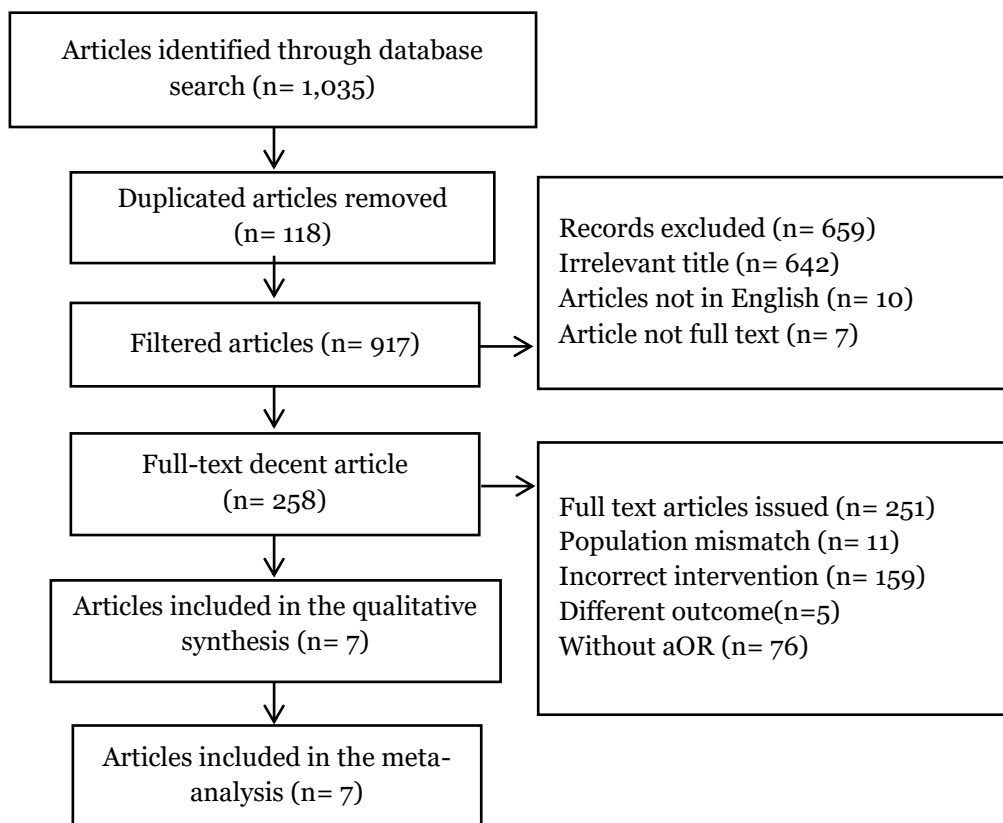 Articles identified through database
search (n= 1,035)
Duplicated articles removed
(n= 118)
Filtered articles (n= 917)
Records excluded (n= 659)
Irrelevant title (n= 642)
Articles not in English (n= 10)
Article not full text (n= 7)
Full-text decent article
(n= 258)
Full text articles issued (n= 251)
Population mismatch (n= 11)
Incorrect intervention (n= 159)
Different outcome(n=5)
Without aOR (n= 76)
Articles included in the qualitative
synthesis (n= 7)
Articles included in the meta-
analysis (n= 7)